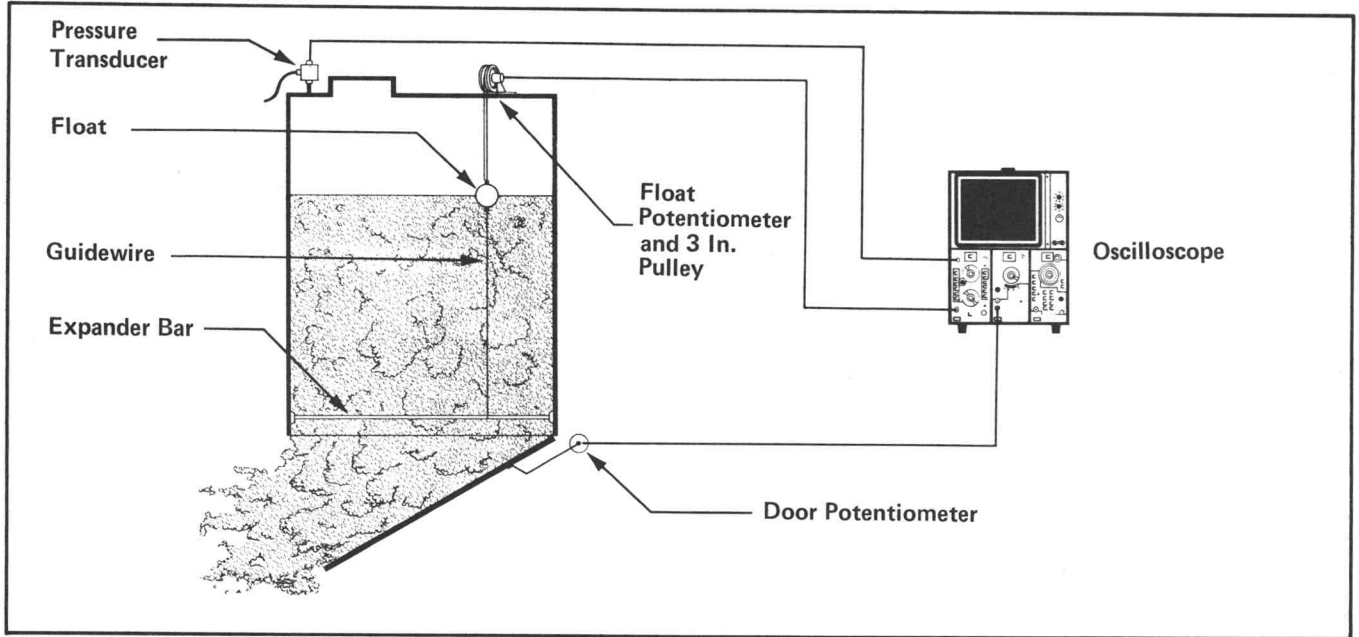 Pressure
Transducer
Float
Guidewire
Expander Bar
Float
Potentiometer
and 3 In.
Pulley
Oscilloscope
Door Potentiometer